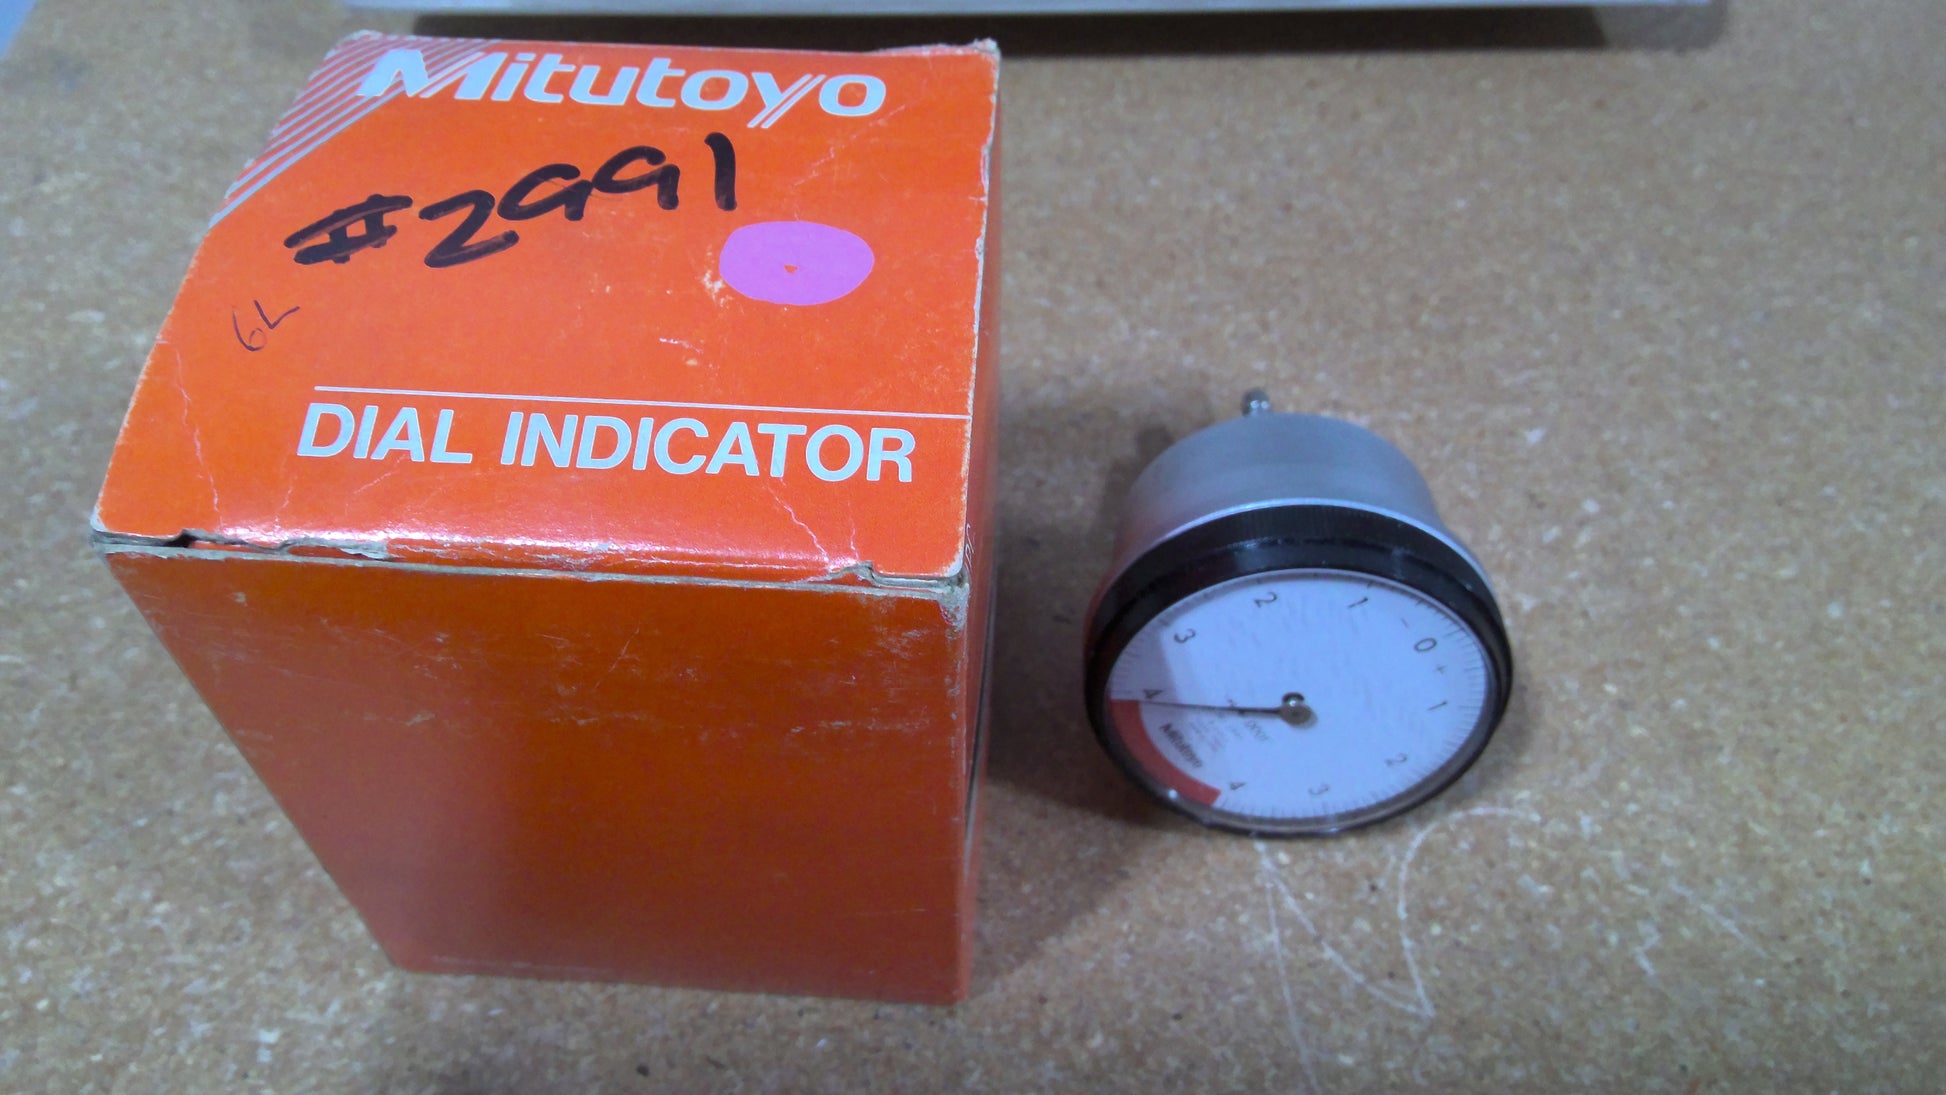 Mitutoyo
#2991
6L
DIAL INDICATOR
4 3 2 1 - 0 + 1 2 3 4
Mitutoyo